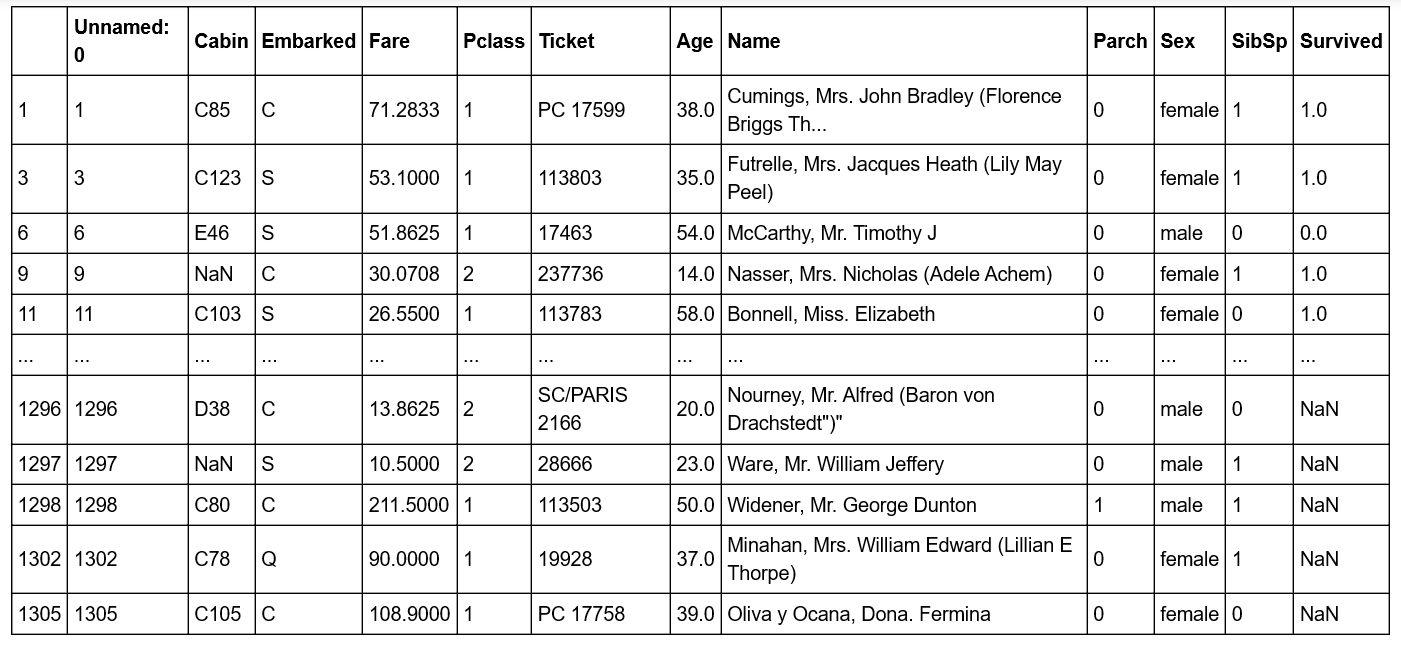 Unnamed: 0 Cabin Embarked Fare Pclass Ticket Age Name Parch Sex SibSp Survived
1 1 C85 C 71.2833 1 PC 17599 38.0 Cumings, Mrs. John Bradley (Florence Briggs Th... 0 female 1 1.0
3 3 C123 S 53.1000 1 113803 35.0 Futrelle, Mrs. Jacques Heath (Lily May Peel) 0 female 1 1.0
6 6 E46 S 51.8625 1 17463 54.0 McCarthy, Mr. Timothy J 0 male 0 0.0
9 9 NaN C 30.0708 2 237736 14.0 Nasser, Mrs. Nicholas (Adele Achem) 0 female 1 1.0
11 11 C103 S 26.5500 1 113783 58.0 Bonnell, Miss. Elizabeth 0 female 0 1.0
... ... ... ... ... ... ... ... ... ... ... ... ...
1296 1296 D38 C 13.8625 2 SC/PARIS 2166 20.0 Nourney, Mr. Alfred (Baron von Drachstedt")" 0 male 0 NaN
1297 1297 NaN S 10.5000 2 28666 23.0 Ware, Mr. William Jeffery 0 male 1 NaN
1298 1298 C80 C 211.5000 1 113503 50.0 Widener, Mr. George Dunton 1 male 1 NaN
1302 1302 C78 Q 90.0000 1 19928 37.0 Minahan, Mrs. William Edward (Lillian E Thorpe) 0 female 1 NaN
1305 1305 C105 C 108.9000 1 PC 17758 39.0 Oliva y Ocana, Dona. Fermina 0 female 0 NaN